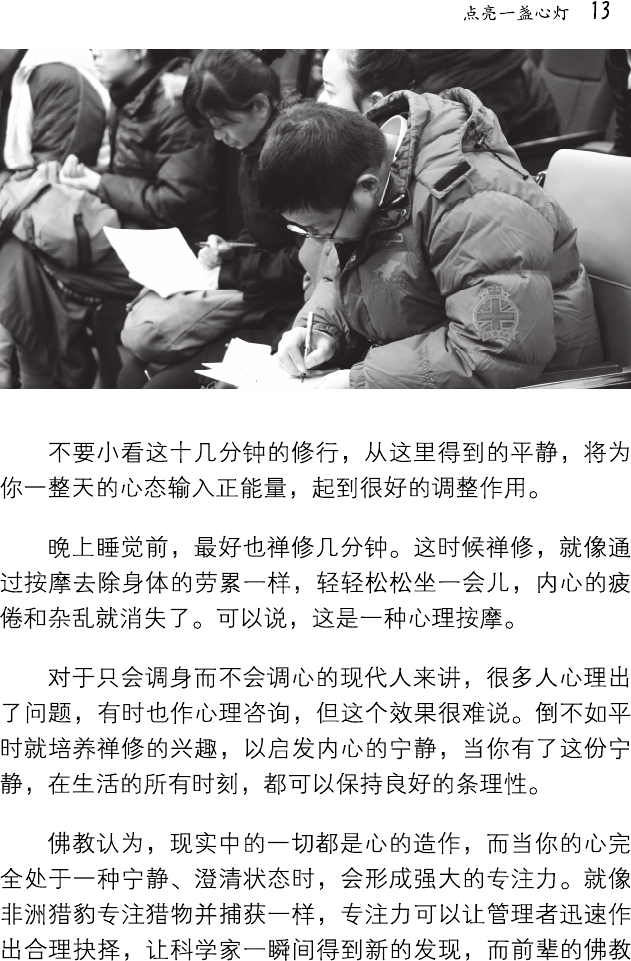 点亮一盏心灯 13
不要小看这十几分钟的修行，从这里得到的平静，将为
你一整天的心态输入正能量，起到很好的调整作用。
晚上睡觉前，最好也禅修几分钟。这时候禅修，就像通
过按摩去除身体的劳累一样，轻轻松松坐一会儿，内心的疲
倦和杂乱就消失了。可以说，这是一种心理按摩。
对于只会调身而不会调心的现代人来讲，很多人心理出
了问题，有时也作心理咨询，但这个效果很难说。倒不如平
时就培养禅修的兴趣，以启发内心的宁静，当你有了这份宁
静，在生活的所有时刻，都可以保持良好的条理性。
佛教认为，现实中的一切都是心的造作，而当你的心完
全处于一种宁静、澄清状态时，会形成强大的专注力。就像
非洲猎豹专注猎物并捕获一样，专注力可以让管理者迅速作
出合理抉择，让科学家一瞬间得到新的发现，而前辈的佛教